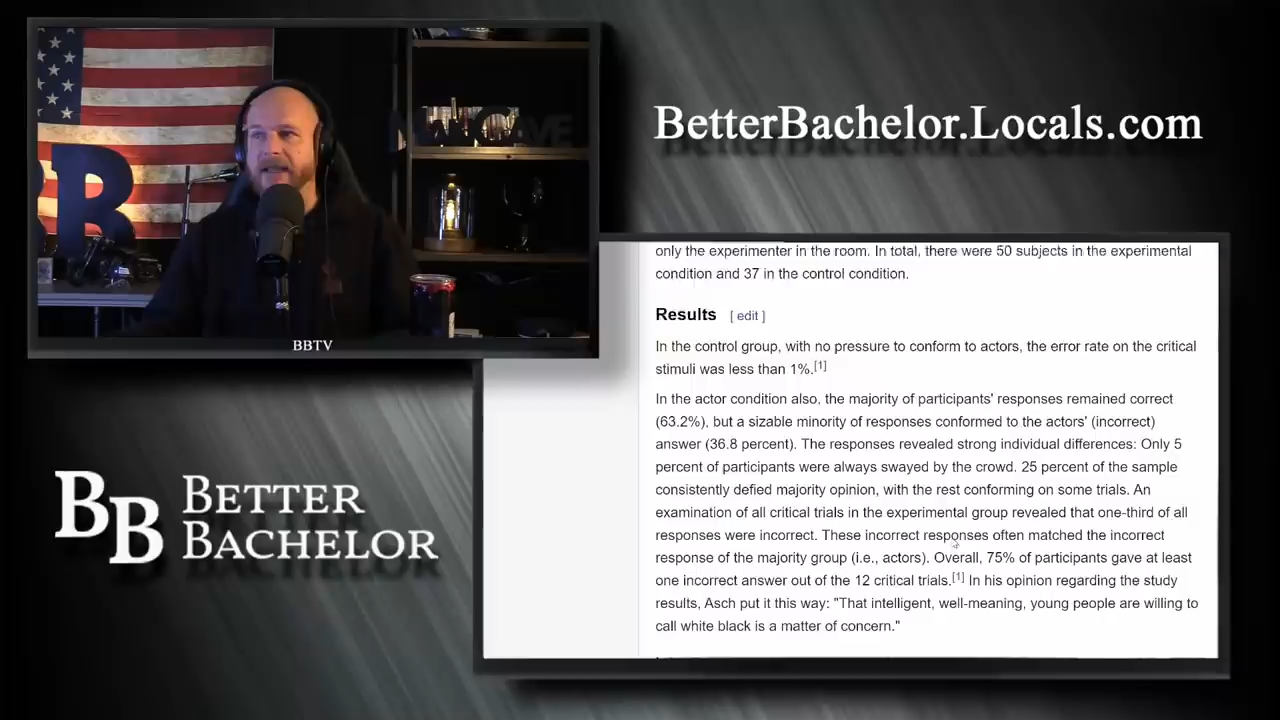 BetterBachelor.Locals.com
BBTV
BB
BETTER
BACHELOR
only the experimenter in the room. In total, there were 50 subjects in the experimental
condition and 37 in the control condition.
Results [ edit ]
In the control group, with no pressure to conform to actors, the error rate on the critical
stimuli was less than 1%.[1]
In the actor condition also, the majority of participants' responses remained correct
(63.2%), but a sizable minority of responses conformed to the actors' (incorrect)
answer (36.8 percent). The responses revealed strong individual differences: Only 5
percent of participants were always swayed by the crowd. 25 percent of the sample
consistently defied majority opinion, with the rest conforming on some trials. An
examination of all critical trials in the experimental group revealed that one-third of all
responses were incorrect. These incorrect responses often matched the incorrect
response of the majority group (i.e., actors). Overall, 75% of participants gave at least
one incorrect answer out of the 12 critical trials.[1] In his opinion regarding the study
results, Asch put it this way: "That intelligent, well-meaning, young people are willing to
call white black is a matter of concern."